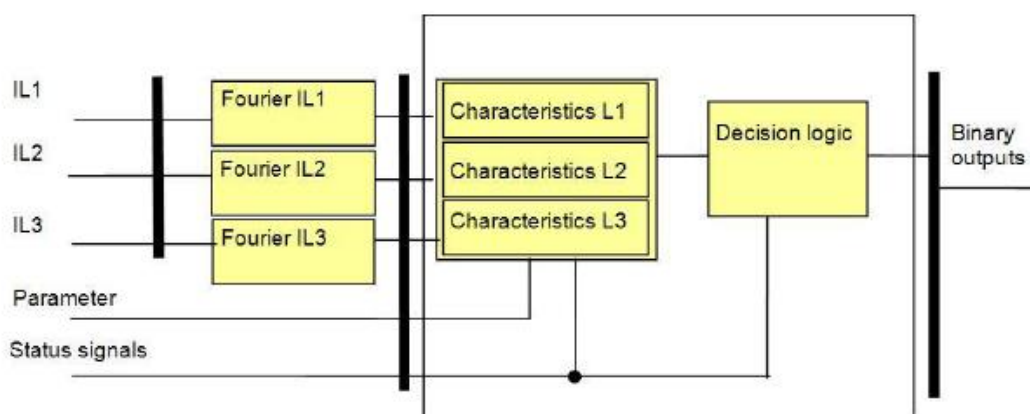 IL1
IL2
IL3
Parameter
Status signals
Fourier IL1
Fourier IL2
Fourier IL3
Characteristics L1
Characteristics L2
Characteristics L3
Decision logic
Binary
outputs